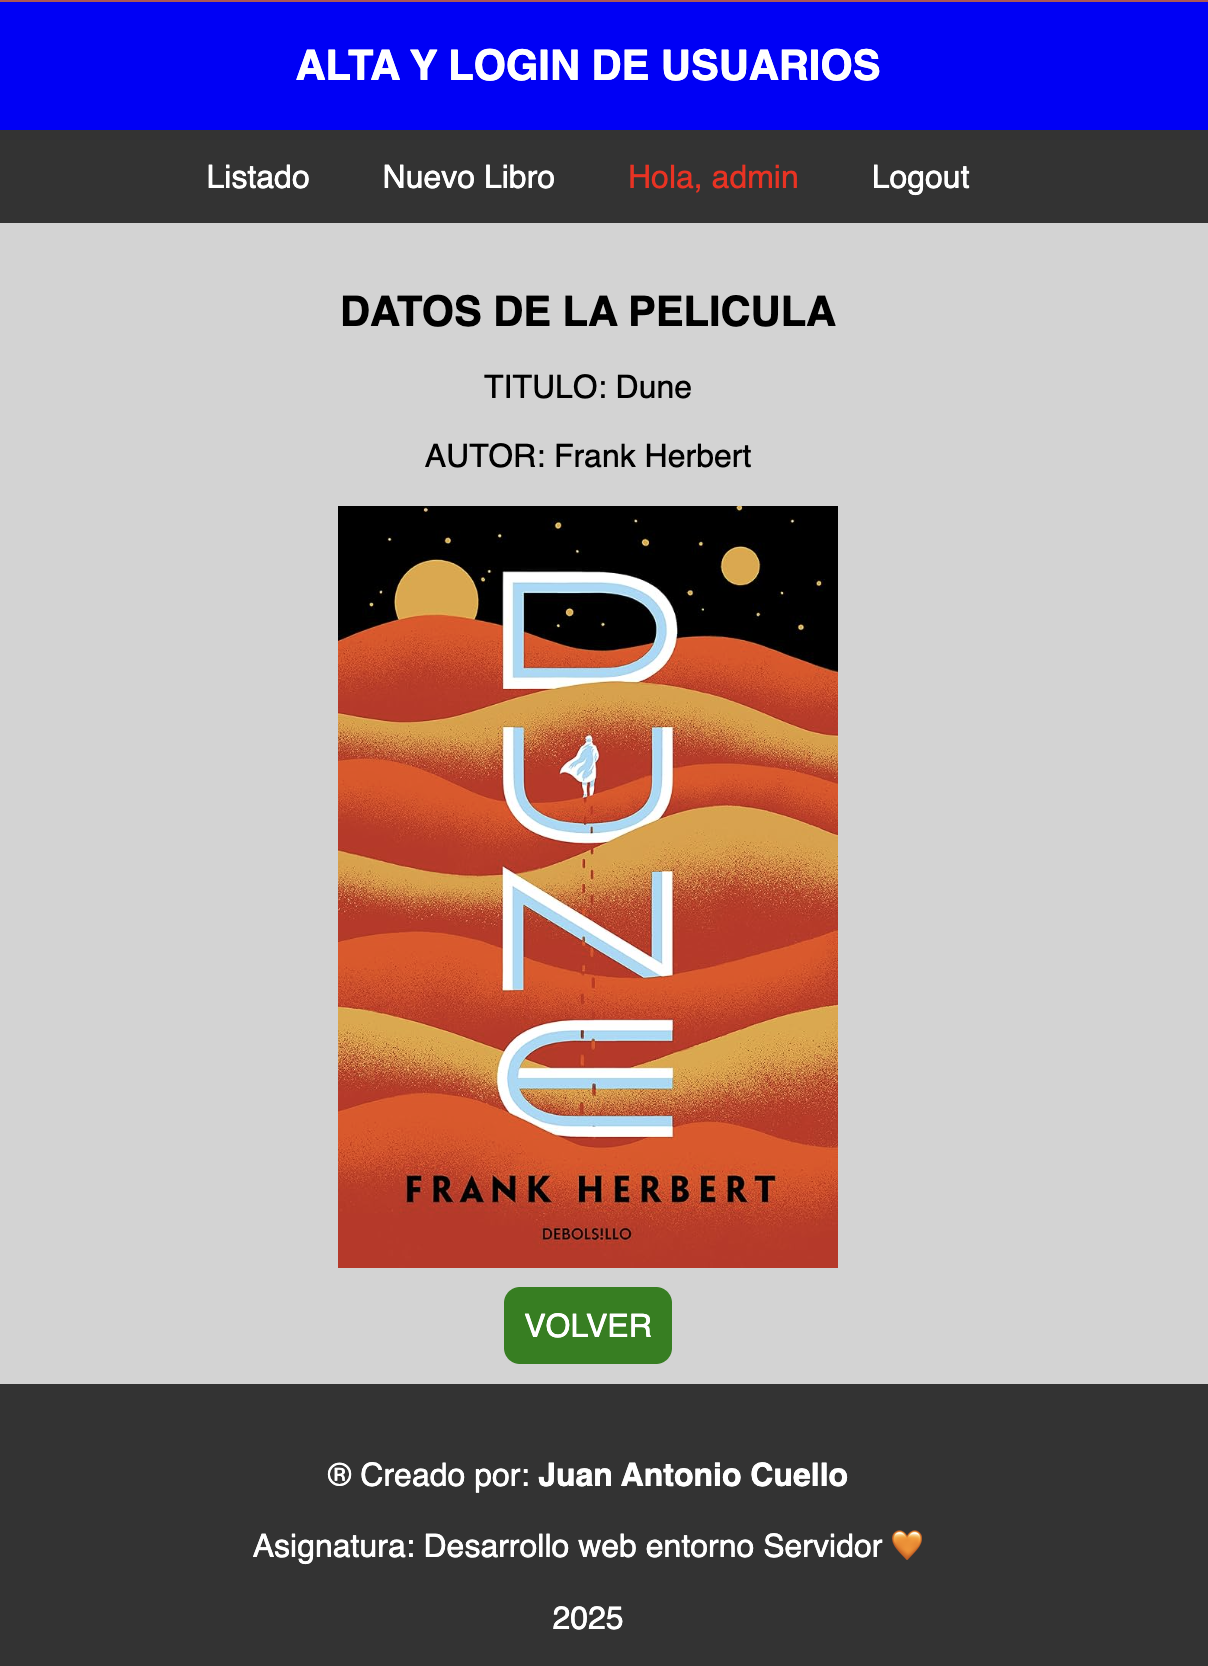 ALTA Y LOGIN DE USUARIOS
Listado Nuevo Libro Hola, admin Logout
DATOS DE LA PELICULA
TITULO: Dune
AUTOR: Frank Herbert
DUNE
FRANK HERBERT
DEBOLS!LLO
VOLVER
® Creado por: Juan Antonio Cuello
Asignatura: Desarrollo web entorno Servidor 🧡
2025